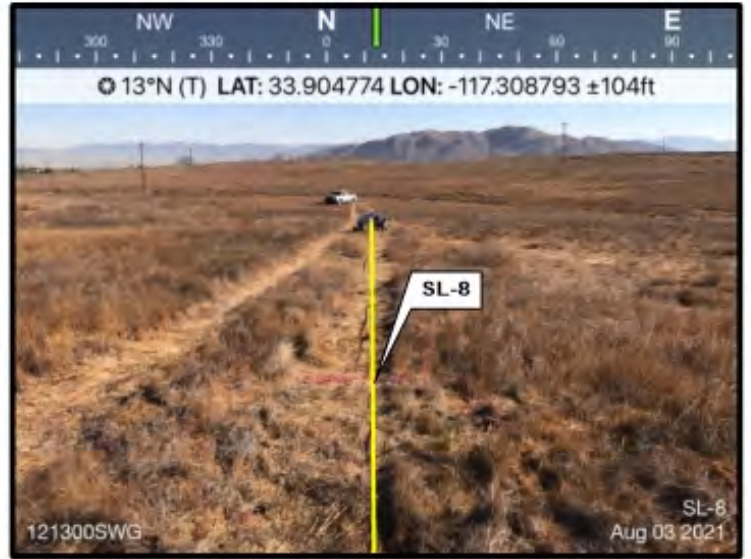 NW N NE E
300 330 0 30 60 90
✪ 13°N (T) LAT: 33.904774 LON: -117.308793 ±104ft
SL-8
121300SWG
SL-8
Aug 03 2021